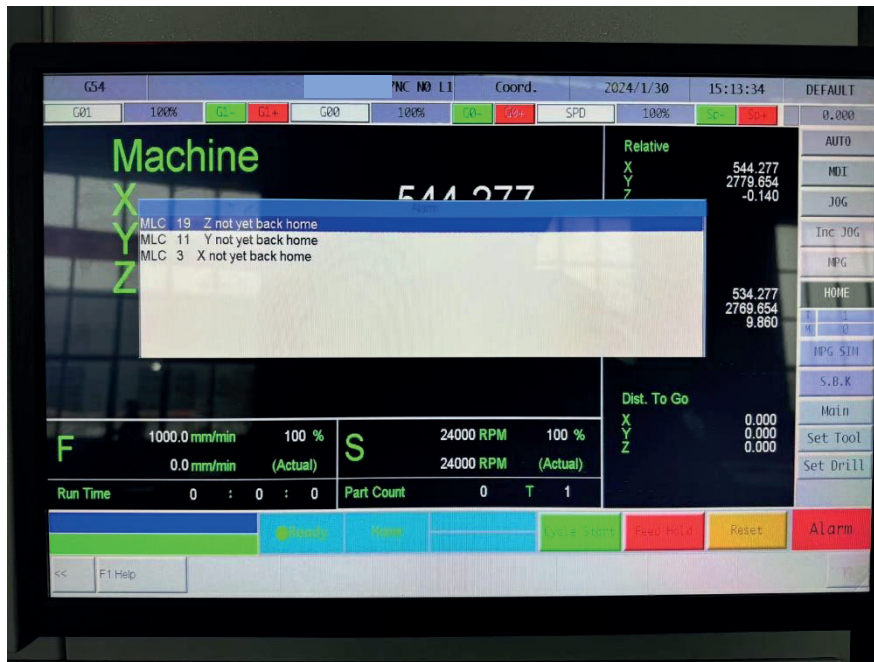 G54 7NC N0 L1 Coord. 2024/1/30 15:13:34 DEFAULT
G01 100% G1- G1+ G00 100% G0- G0+ SPD 100% Sp- Sp+ 0.000
Machine
X 544.277
Y
Z
Relative
X 544.277
Y 2779.654
Z -0.140
Alarm
MLC 19 Z not yet back home
MLC 11 Y not yet back home
MLC 3 X not yet back home
534.277
2769.654
9.860
Dist. To Go
X 0.000
Y 0.000
Z 0.000
F 1000.0 mm/min 100 %
0.0 mm/min (Actual)
S 24000 RPM 100 %
24000 RPM (Actual)
Run Time 0 : 0 : 0 Part Count 0 T 1
AUTO
MDI
JOG
Inc JOG
MPG
HOME
T 1
M 0
MPG SIM
S.B.K
Main
Set Tool
Set Drill
Ready Home Cycle Start Feed Hold Reset Alarm
<< F1 Help